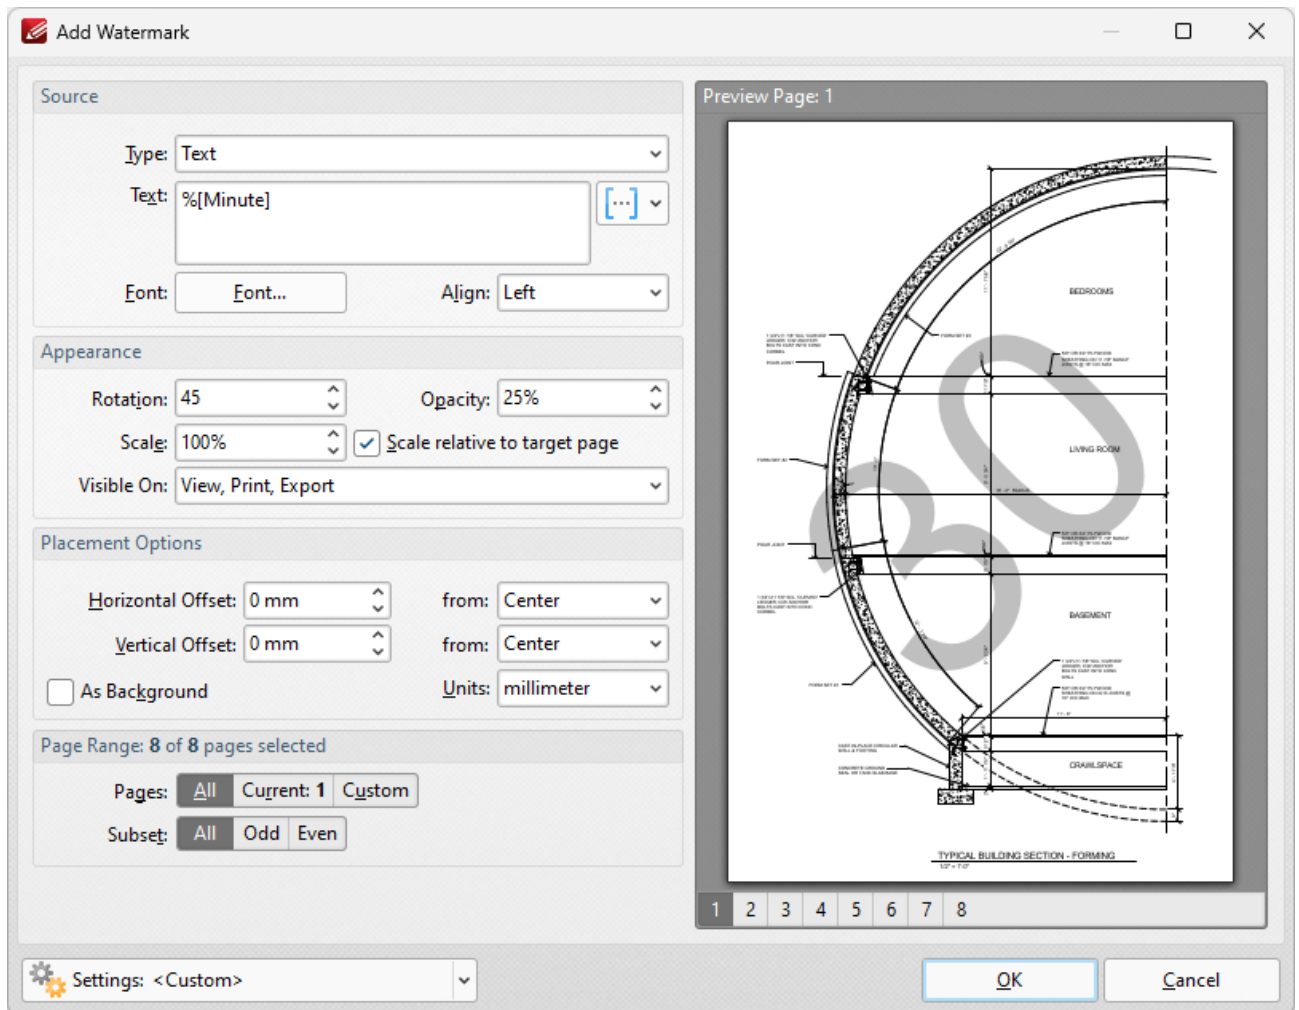 Add Watermark
Source
Type: Text
Text: %[Minute]
Font: Font...
Align: Left
Appearance
Rotation: 45
Opacity: 25%
Scale: 100%
Scale relative to target page
Visible On: View, Print, Export
Placement Options
Horizontal Offset: 0 mm
from: Center
Vertical Offset: 0 mm
from: Center
As Background
Units: millimeter
Page Range: 8 of 8 pages selected
Pages: All Current: 1 Custom
Subset: All Odd Even
Preview Page: 1
BEDROOMS
30
LIVING ROOM
POUR JOINT
POUR JOINT
BASEMENT
CRAWLSPACE
TYPICAL BUILDING SECTION - FORMING
1 2 3 4 5 6 7 8
Settings: <Custom>
OK
Cancel